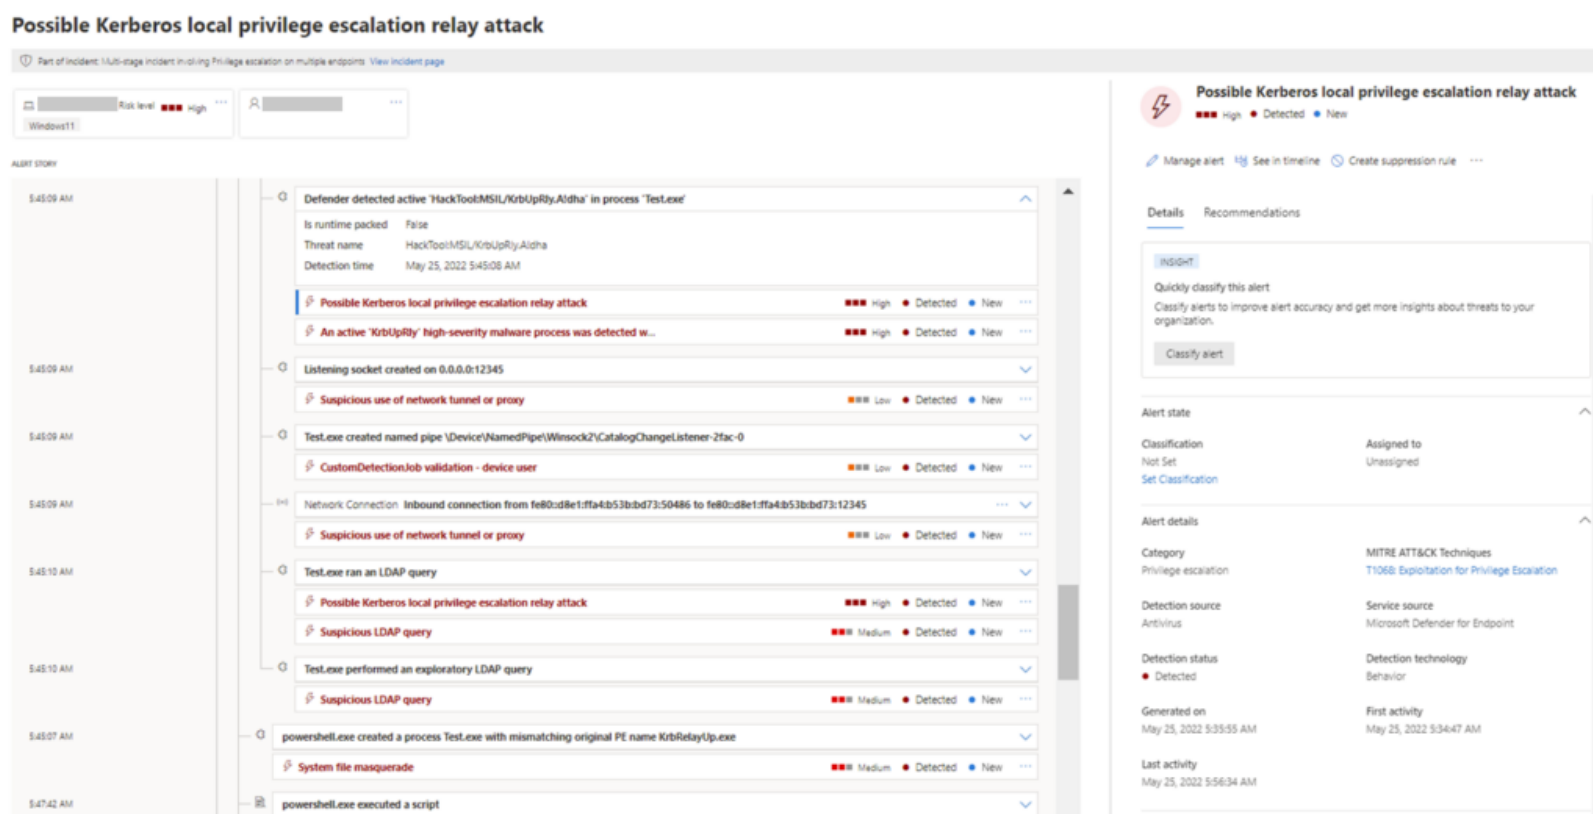 Possible Kerberos local privilege escalation relay attack
Part of incident: Multi-stage incident involving Privilege escalation on multiple endpoints View incident page
Risk level High ...
Windows11
...
ALERT STORY
5:45:09 AM Defender detected active 'HackTool:MSIL/KrbUpRly.A!dha' in process 'Test.exe'
Is runtime packed False
Threat name HackTool:MSIL/KrbUpRly.A!dha
Detection time May 25, 2022 5:45:08 AM
Possible Kerberos local privilege escalation relay attack High Detected New ...
An active 'KrbUpRly' high-severity malware process was detected w... High Detected New ...
5:45:09 AM Listening socket created on 0.0.0.0:12345
Suspicious use of network tunnel or proxy Low Detected New ...
5:45:09 AM Test.exe created named pipe \Device\NamedPipe\Winsock2\CatalogChangeListener-2fac-0
CustomDetectionJob validation - device user Low Detected New ...
5:45:09 AM Network Connection Inbound connection from fe80::d8e1:ffa4:b53b:bd73:50486 to fe80::d8e1:ffa4:b53b:bd73:12345 ...
Suspicious use of network tunnel or proxy Low Detected New ...
5:45:10 AM Test.exe ran an LDAP query
Possible Kerberos local privilege escalation relay attack High Detected New ...
Suspicious LDAP query Medium Detected New ...
5:45:10 AM Test.exe performed an exploratory LDAP query
Suspicious LDAP query Medium Detected New ...
5:45:07 AM powershell.exe created a process Test.exe with mismatching original PE name KrbRelayUp.exe
System file masquerade Medium Detected New ...
5:47:42 AM powershell.exe executed a script
Possible Kerberos local privilege escalation relay attack
High Detected New
Manage alert See in timeline Create suppression rule ...
Details Recommendations
INSIGHT
Quickly classify this alert
Classify alerts to improve alert accuracy and get more insights about threats to your
organization.
Classify alert
Alert state
Classification Assigned to
Not Set Unassigned
Set Classification
Alert details
Category MITRE ATT&CK Techniques
Privilege escalation T1068: Exploitation for Privilege Escalation
Detection source Service source
Antivirus Microsoft Defender for Endpoint
Detection status Detection technology
Detected Behavior
Generated on First activity
May 25, 2022 5:35:55 AM May 25, 2022 5:34:47 AM
Last activity
May 25, 2022 5:56:34 AM